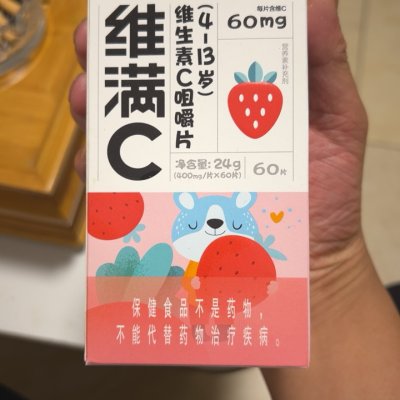 维满C
维生素C咀嚼片
(4-13岁)
每片含维C
60mg
营养素补充剂
净含量: 24g
(400mg/片×60片)
60片
保健食品不是药物，
不能代替药物治疗疾病。